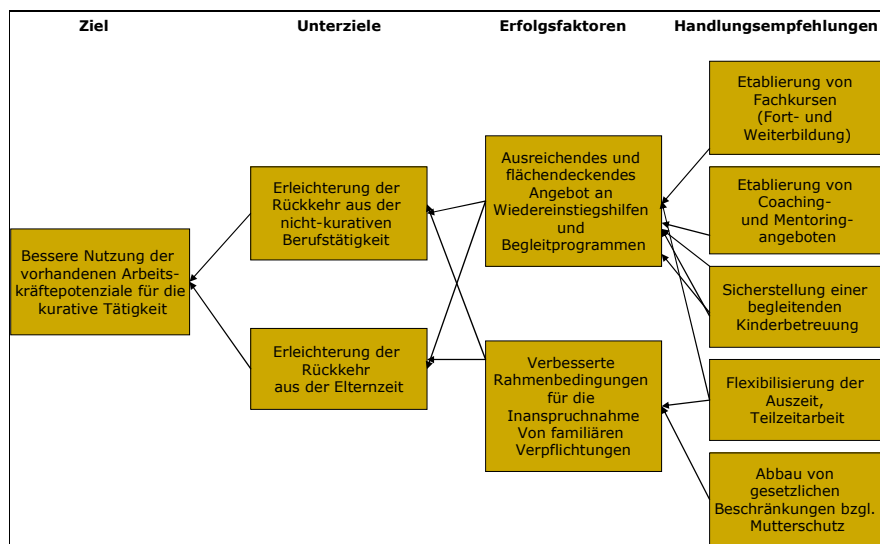 Ziel
Unterziele
Erfolgsfaktoren
Handlungsempfehlungen
Bessere Nutzung der
vorhandenen Arbeits-
kräftepotenziale für die
kurative Tätigkeit
Erleichterung der
Rückkehr aus der
nicht-kurativen
Berufstätigkeit
Erleichterung der
Rückkehr
aus der Elternzeit
Ausreichendes und
flächendeckendes
Angebot an
Wiedereinstiegshilfen
und
Begleitprogrammen
Verbesserte
Rahmenbedingungen
für die
Inanspruchnahme
Von familiären
Verpflichtungen
Etablierung von
Fachkursen
(Fort- und
Weiterbildung)
Etablierung von
Coaching-
und Mentoring-
angeboten
Sicherstellung einer
begleitenden
Kinderbetreuung
Flexibilisierung der
Auszeit,
Teilzeitarbeit
Abbau von
gesetzlichen
Beschränkungen bzgl.
Mutterschutz